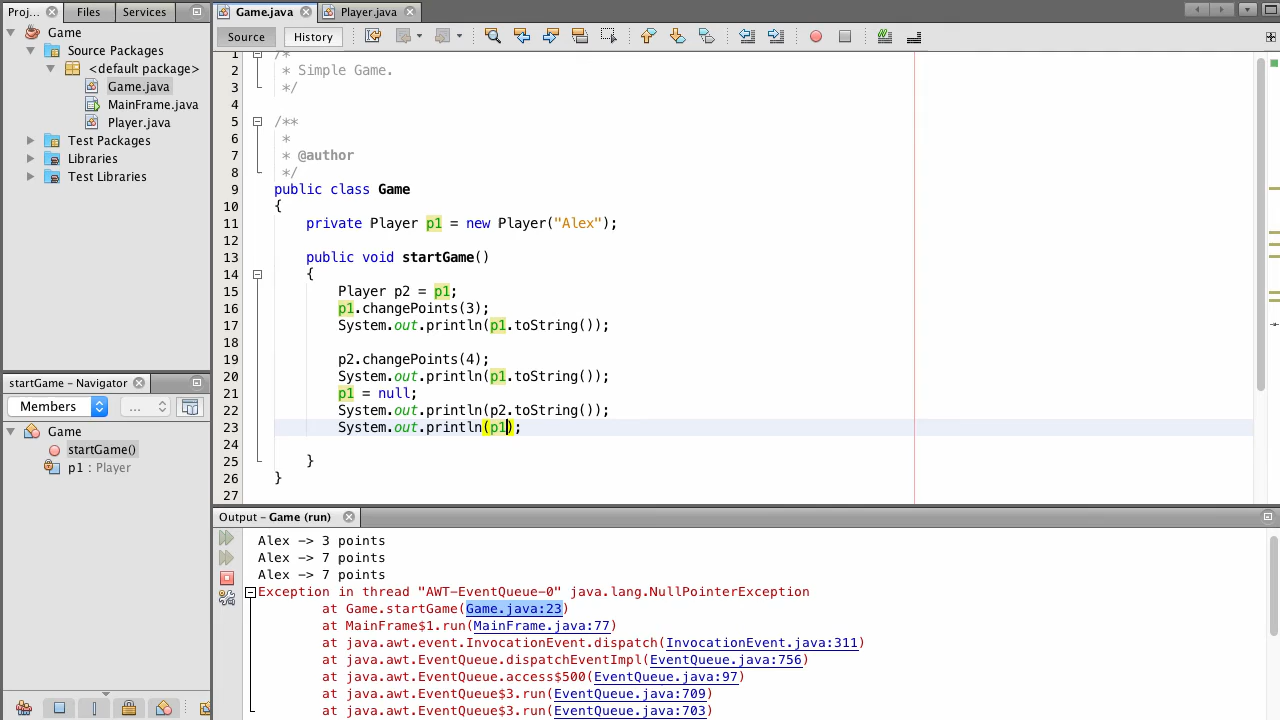 Proj... Files Services
Game
Source Packages
<default package>
Game.java
MainFrame.java
Player.java
Test Packages
Libraries
Test Libraries
startGame - Navigator
Members ...
Game
startGame()
p1 : Player
Game.java Player.java
Source History
1 /*
2 * Simple Game.
3 */
4
5 /**
6 *
7 * @author
8 */
9 public class Game
10 {
11 private Player p1 = new Player("Alex");
12
13 public void startGame()
14 {
15 Player p2 = p1;
16 p1.changePoints(3);
17 System.out.println(p1.toString());
18
19 p2.changePoints(4);
20 System.out.println(p1.toString());
21 p1 = null;
22 System.out.println(p2.toString());
23 System.out.println(p1);
24
25 }
26 }
27
Output - Game (run)
Alex -> 3 points
Alex -> 7 points
Alex -> 7 points
Exception in thread "AWT-EventQueue-0" java.lang.NullPointerException
at Game.startGame(Game.java:23)
at MainFrame$1.run(MainFrame.java:77)
at java.awt.event.InvocationEvent.dispatch(InvocationEvent.java:311)
at java.awt.EventQueue.dispatchEventImpl(EventQueue.java:756)
at java.awt.EventQueue.access$500(EventQueue.java:97)
at java.awt.EventQueue$3.run(EventQueue.java:709)
at java.awt.EventQueue$3.run(EventQueue.java:703)